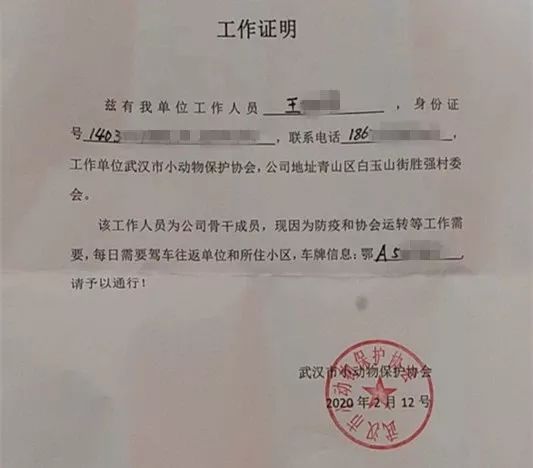 工作证明
兹有我单位工作人员 王 ，身份证
号 1403 ，联系电话 186 ，
工作单位武汉市小动物保护协会，公司地址青山区白玉山街胜强村委
会。
该工作人员为公司骨干成员，现因为防疫和协会运转等工作需
要，每日需要驾车往返单位和所住小区，车牌信息：鄂 A5 ，
请予以通行！
武汉市小动物保护协会
2020 年 2 月 12 号
武汉市小动物保护协会